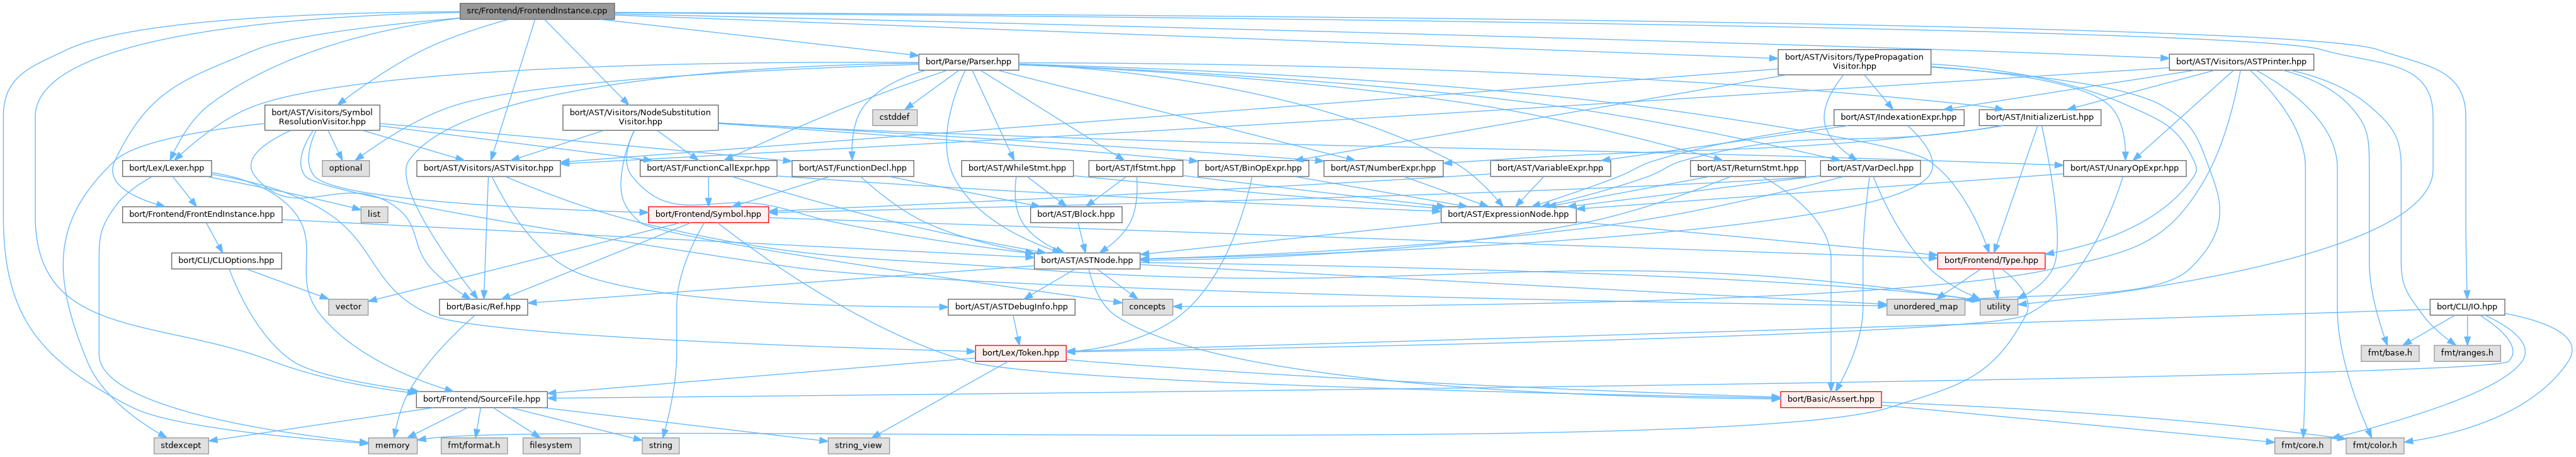 src/Frontend/FrontendInstance.cpp
bort/Parse/Parser.hpp
bort/AST/Visitors/TypePropagation
Visitor.hpp
bort/AST/Visitors/ASTPrinter.hpp
bort/AST/Visitors/Symbol
ResolutionVisitor.hpp
bort/AST/Visitors/NodeSubstitution
Visitor.hpp
cstddef
bort/AST/IndexationExpr.hpp
bort/AST/InitializerList.hpp
bort/Lex/Lexer.hpp
optional
bort/AST/Visitors/ASTVisitor.hpp
bort/AST/FunctionCallExpr.hpp
bort/AST/FunctionDecl.hpp
bort/AST/WhileStmt.hpp
bort/AST/IfStmt.hpp
bort/AST/BinOpExpr.hpp
bort/AST/NumberExpr.hpp
bort/AST/VariableExpr.hpp
bort/AST/ReturnStmt.hpp
bort/AST/VarDecl.hpp
bort/AST/UnaryOpExpr.hpp
bort/Frontend/FrontEndInstance.hpp
list
bort/Frontend/Symbol.hpp
bort/AST/Block.hpp
bort/AST/ExpressionNode.hpp
bort/CLI/CLIOptions.hpp
bort/AST/ASTNode.hpp
bort/Frontend/Type.hpp
vector
bort/Basic/Ref.hpp
bort/AST/ASTDebugInfo.hpp
concepts
unordered_map
utility
bort/CLI/IO.hpp
bort/Lex/Token.hpp
fmt/base.h
fmt/ranges.h
bort/Frontend/SourceFile.hpp
bort/Basic/Assert.hpp
stdexcept
memory
fmt/format.h
filesystem
string
string_view
fmt/core.h
fmt/color.h